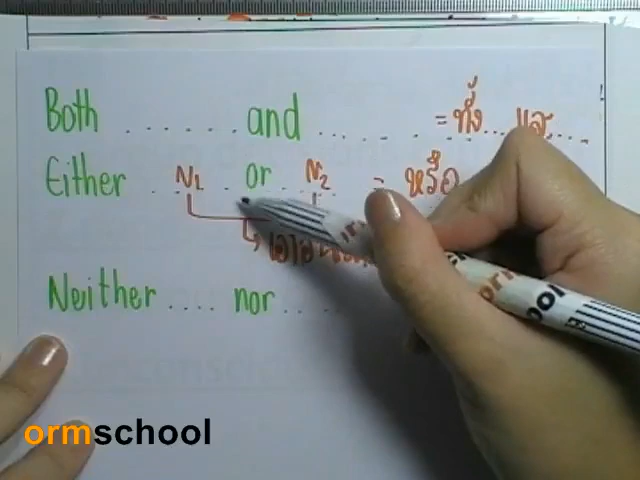 Both ...... and ...... = ทั้ง... และ....
Either .. N1 . or . N2 .. = หรือ
Neither .... nor .....
ormschool